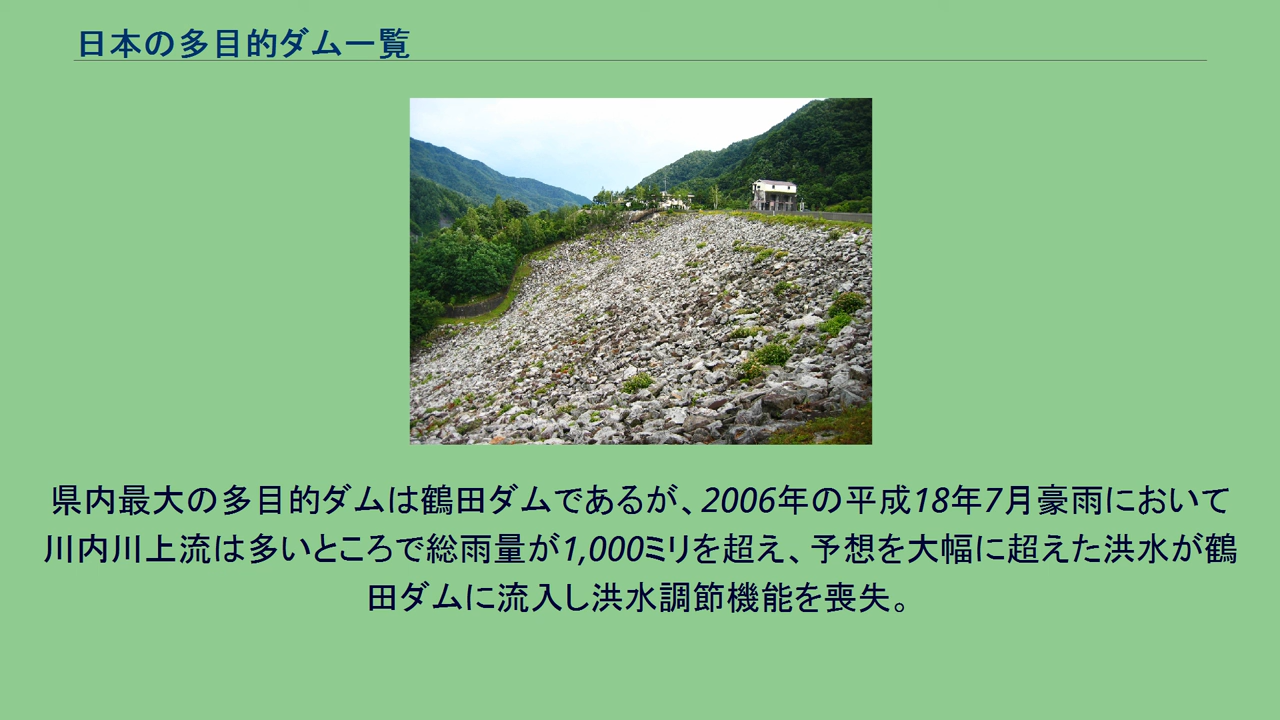 日本の多目的ダム一覧
県内最大の多目的ダムは鶴田ダムであるが、2006年の平成18年7月豪雨において
川内川上流は多いところで総雨量が1,000ミリを超え、予想を大幅に超えた洪水が鶴
田ダムに流入し洪水調節機能を喪失。